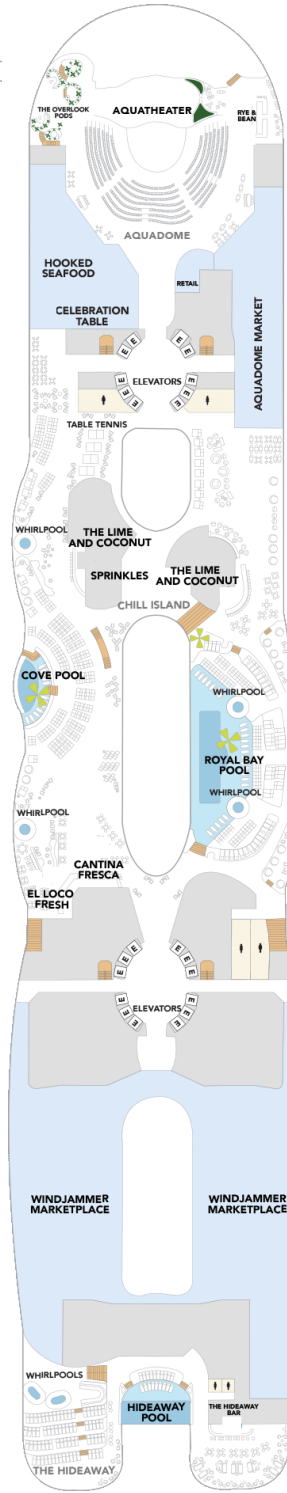 THE OVERLOOK
PODS
AQUATHEATER
RYE &
BEAN
AQUADOME
HOOKED
SEAFOOD
RETAIL
CELEBRATION
TABLE
AQUADOME MARKET
E E E
E E E
ELEVATORS
E E E
E E E
TABLE TENNIS
WHIRLPOOL
THE LIME
AND COCONUT
SPRINKLES
THE LIME
AND COCONUT
CHILL ISLAND
COVE POOL
WHIRLPOOL
ROYAL BAY
POOL
WHIRLPOOL
WHIRLPOOL
CANTINA
FRESCA
EL LOCO
FRESH
E E E E
E E E E
ELEVATORS
E E E E
E E E E
WINDJAMMER
MARKETPLACE
WINDJAMMER
MARKETPLACE
WHIRLPOOLS
HIDEAWAY
POOL
THE HIDEAWAY
BAR
THE HIDEAWAY